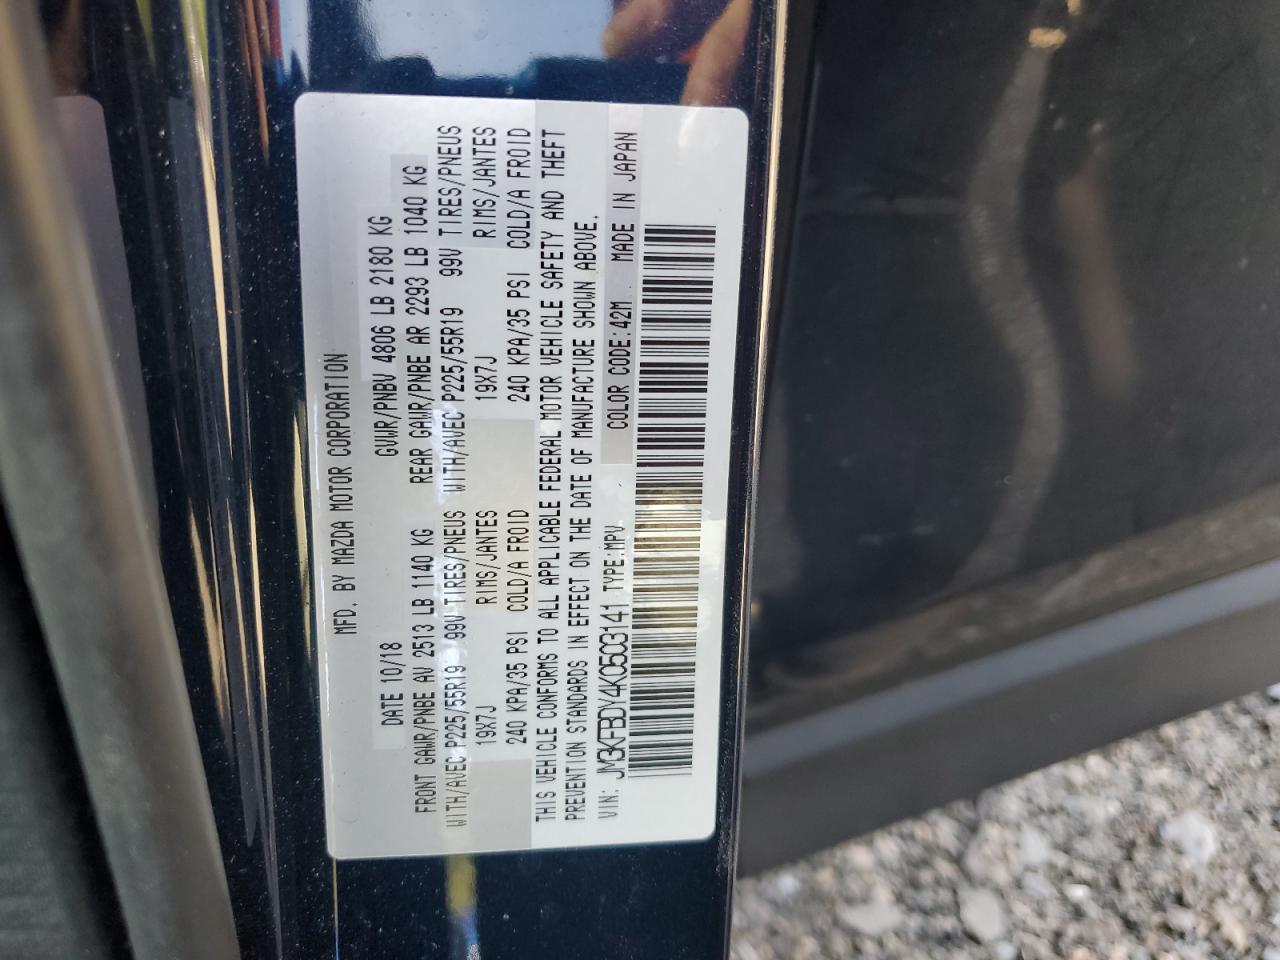 MFD. BY MAZDA MOTOR CORPORATION
DATE 10/18 GVWR/PNBV 4806 LB 2180 KG
FRONT GAWR/PNBE AV 2513 LB 1140 KG REAR GAWR/PNBE AR 2293 LB 1040 KG
WITH/AVEC P225/55R19 99V TIRES/PNEUS WITH/AVEC P225/55R19 99V TIRES/PNEUS
19X7J RIMS/JANTES 19X7J RIMS/JANTES
240 KPA/35 PSI COLD/A FROID 240 KPA/35 PSI COLD/A FROID
THIS VEHICLE CONFORMS TO ALL APPLICABLE FEDERAL MOTOR VEHICLE SAFETY AND THEFT
PREVENTION STANDARDS IN EFFECT ON THE DATE OF MANUFACTURE SHOWN ABOVE.
VIN: JM3KFBDY4K0503141 TYPE:MPV COLOR CODE:42M MADE IN JAPAN